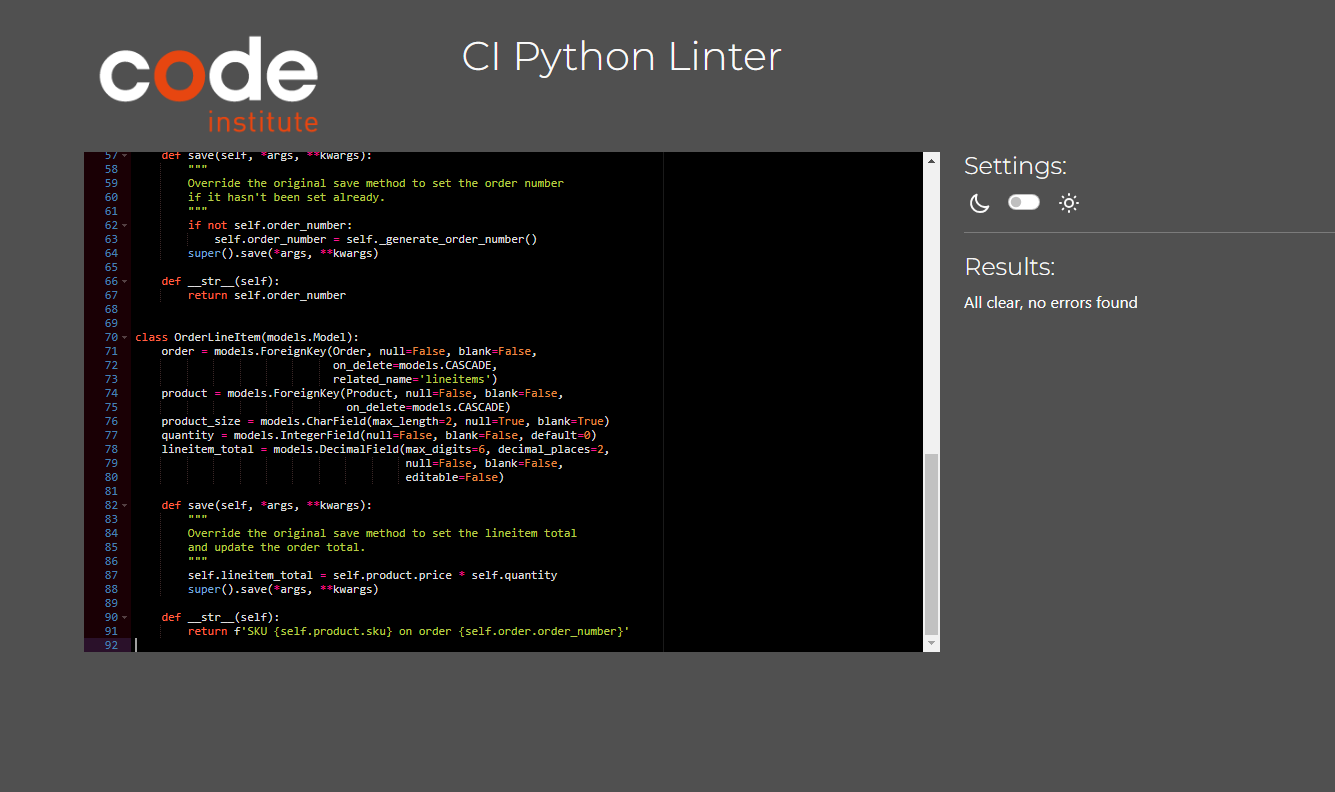 code
institute
CI Python Linter
57 def save(self, *args, **kwargs):
58 """
59 Override the original save method to set the order number
60 if it hasn't been set already.
61 """
62 if not self.order_number:
63 self.order_number = self._generate_order_number()
64 super().save(*args, **kwargs)
65
66 def __str__(self):
67 return self.order_number
68
69
70 class OrderLineItem(models.Model):
71 order = models.ForeignKey(Order, null=False, blank=False,
72 on_delete=models.CASCADE,
73 related_name='lineitems')
74 product = models.ForeignKey(Product, null=False, blank=False,
75 on_delete=models.CASCADE)
76 product_size = models.CharField(max_length=2, null=True, blank=True)
77 quantity = models.IntegerField(null=False, blank=False, default=0)
78 lineitem_total = models.DecimalField(max_digits=6, decimal_places=2,
79 null=False, blank=False,
80 editable=False)
81
82 def save(self, *args, **kwargs):
83 """
84 Override the original save method to set the lineitem total
85 and update the order total.
86 """
87 self.lineitem_total = self.product.price * self.quantity
88 super().save(*args, **kwargs)
89
90 def __str__(self):
91 return f'SKU {self.product.sku} on order {self.order.order_number}'
92
Settings:
Results:
All clear, no errors found